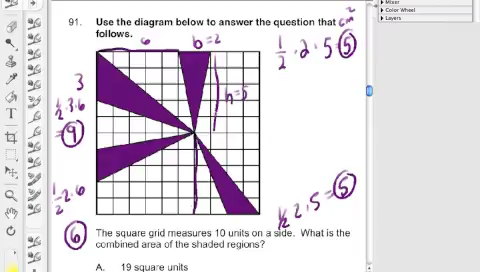 Mixer
Color Wheel
Layers
91. Use the diagram below to answer the question that
follows.
6
b=2
cm²
1/2 · 2 · 5 = 5
3
1/2 · 3 · 6
= 9
h=5
1/2 · 2 · 6
6
1/2 2 · 5 = 5
The square grid measures 10 units on a side. What is the
combined area of the shaded regions?
A. 19 square units